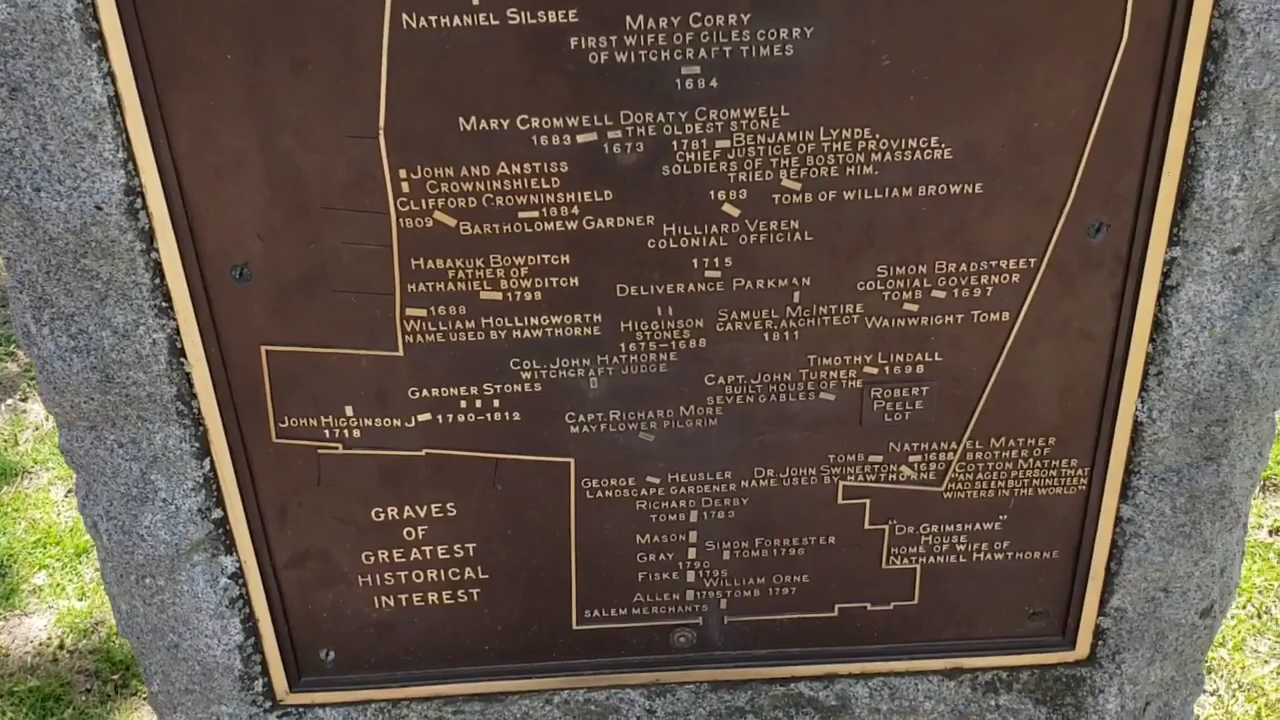 NATHANIEL SILSBEE
MARY CORRY
FIRST WIFE OF GILES CORRY
OF WITCHCRAFT TIMES
1684
MARY CROMWELL DORATY CROMWELL
1683 THE OLDEST STONE
1673
1781 BENJAMIN LYNDE,
CHIEF JUSTICE OF THE PROVINCE.
SOLDIERS OF THE BOSTON MASSACRE
TRIED BEFORE HIM.
JOHN AND ANSTISS
CROWNINSHIELD
CLIFFORD CROWNINSHIELD
1809 1684
BARTHOLOMEW GARDNER
1683 TOMB OF WILLIAM BROWNE
HILLIARD VEREN
COLONIAL OFFICIAL
HABAKUK BOWDITCH
FATHER OF
NATHANIEL BOWDITCH
1798
1715
DELIVERANCE PARKMAN
SIMON BRADSTREET
COLONIAL GOVERNOR
TOMB 1697
1688
WILLIAM HOLLINGWORTH
NAME USED BY HAWTHORNE
HIGGINSON
STONES
1675-1688
SAMUEL MCINTIRE
CARVER, ARCHITECT
1811
WAINWRIGHT TOMB
COL. JOHN HATHORNE
WITCHCRAFT JUDGE
TIMOTHY LINDALL
1698
GARDNER STONES
CAPT. JOHN TURNER
BUILT HOUSE OF THE
SEVEN GABLES
ROBERT
PEELE
LOT
JOHN HIGGINSON J 1790-1812
1718
CAPT. RICHARD MORE
MAYFLOWER PILGRIM
NATHANAEL MATHER
TOMB 1688 BROTHER OF
COTTON MATHER
"AN AGED PERSON THAT
HAD SEEN BUT NINETEEN
WINTERS IN THE WORLD"
DR. JOHN SWINERTON 1690
NAME USED BY HAWTHORNE
GEORGE HEUSLER
LANDSCAPE GARDENER
RICHARD DERBY
TOMB 1783
MASON
SIMON FORRESTER
TOMB 1796
GRAY
1790
FISKE 1795
WILLIAM ORNE
ALLEN 1795 TOMB 1797
SALEM MERCHANTS
"DR. GRIMSHAWE"
HOUSE
HOME OF WIFE OF
NATHANIEL HAWTHORNE
GRAVES
OF
GREATEST
HISTORICAL
INTEREST